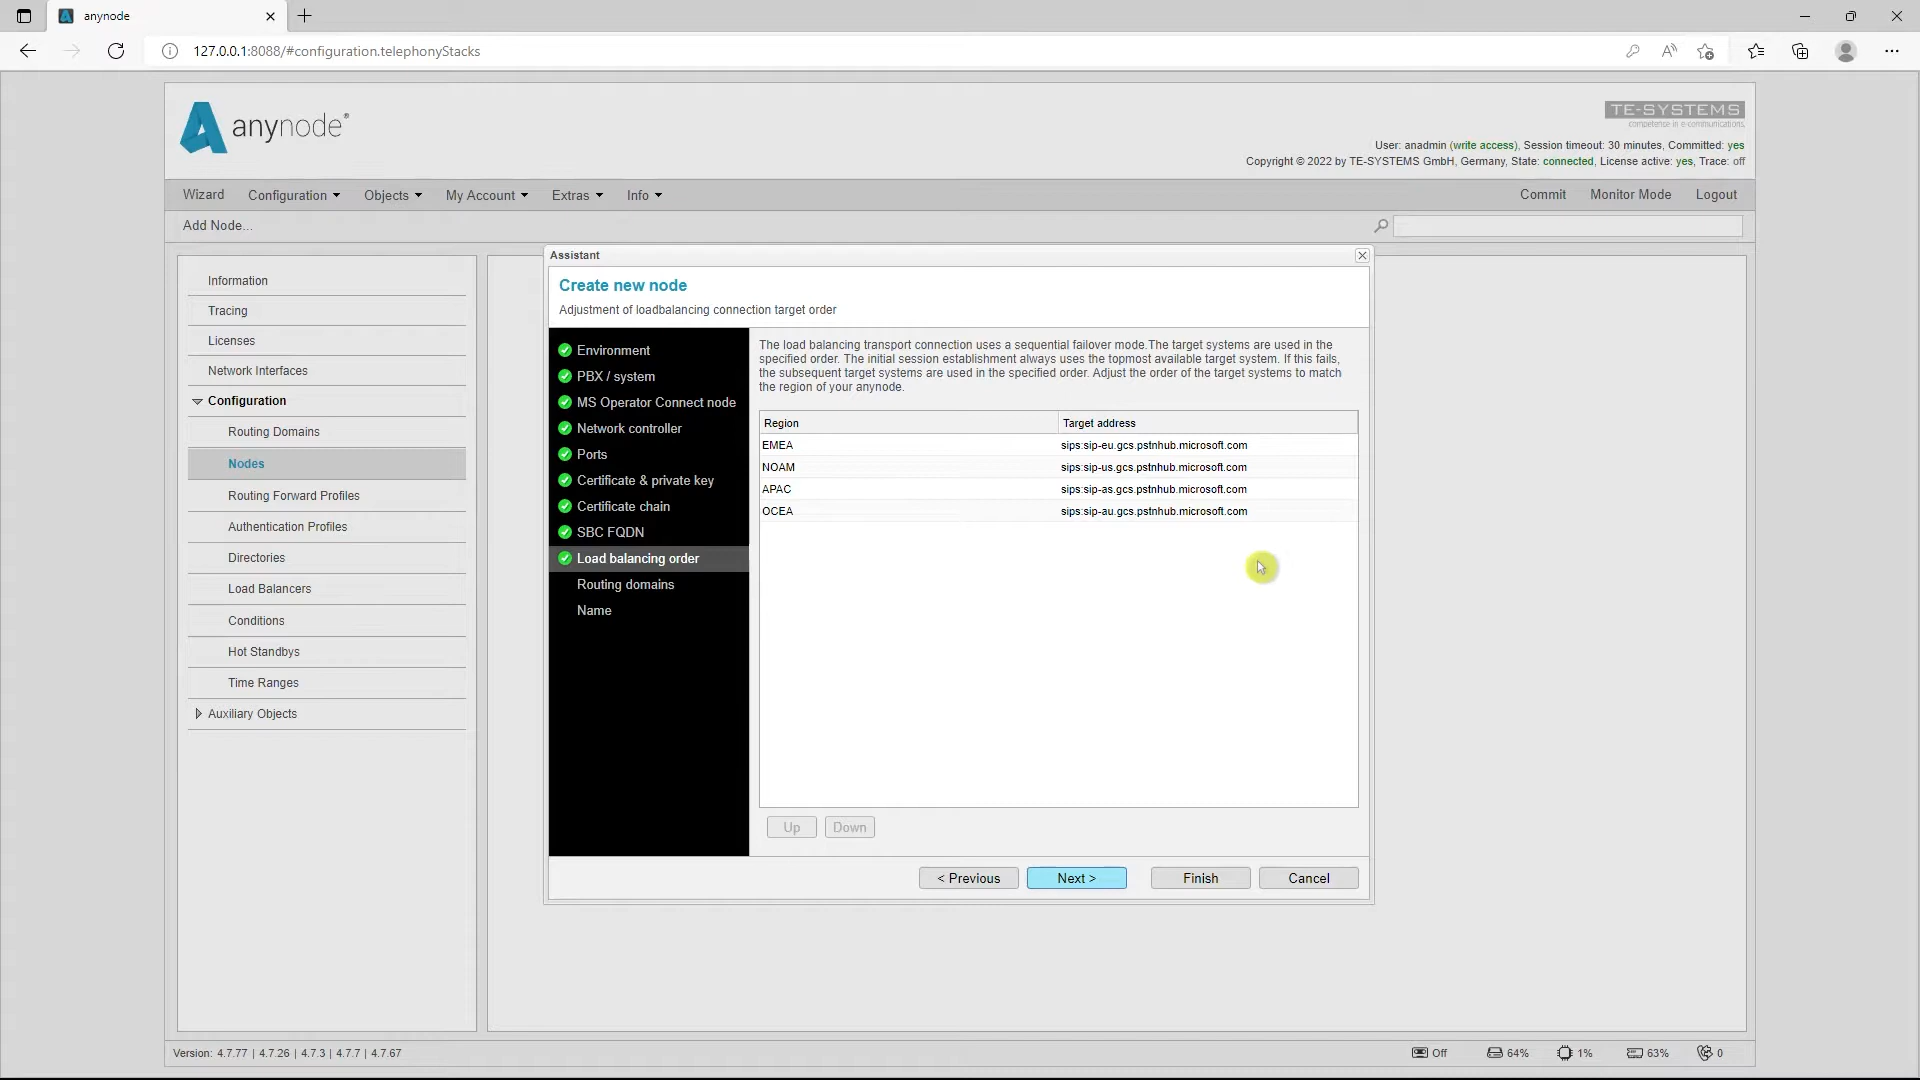 anynode
127.0.0.1:8088/#configuration.telephonyStacks
anynode®
TE-SYSTEMS
competence in e-communications.
User: anadmin (write access), Session timeout: 30 minutes, Committed: yes
Copyright © 2022 by TE-SYSTEMS GmbH, Germany, State: connected, License active: yes, Trace: off
Wizard Configuration Objects My Account Extras Info Commit Monitor Mode Logout
Add Node...
Information
Tracing
Licenses
Network Interfaces
Configuration
Routing Domains
Nodes
Routing Forward Profiles
Authentication Profiles
Directories
Load Balancers
Conditions
Hot Standbys
Time Ranges
Auxiliary Objects
Assistant
Create new node
Adjustment of loadbalancing connection target order
Environment
PBX / system
MS Operator Connect node
Network controller
Ports
Certificate & private key
Certificate chain
SBC FQDN
Load balancing order
Routing domains
Name
The load balancing transport connection uses a sequential failover mode.The target systems are used in the
specified order. The initial session establishment always uses the topmost available target system. If this fails,
the subsequent target systems are used in the specified order. Adjust the order of the target systems to match
the region of your anynode.
Region Target address
EMEA sips:sip-eu.gcs.pstnhub.microsoft.com
NOAM sips:sip-us.gcs.pstnhub.microsoft.com
APAC sips:sip-as.gcs.pstnhub.microsoft.com
OCEA sips:sip-au.gcs.pstnhub.microsoft.com
Up Down
< Previous Next > Finish Cancel
Version: 4.7.77 | 4.7.26 | 4.7.3 | 4.7.7 | 4.7.67
Off 64% 1% 63% 0